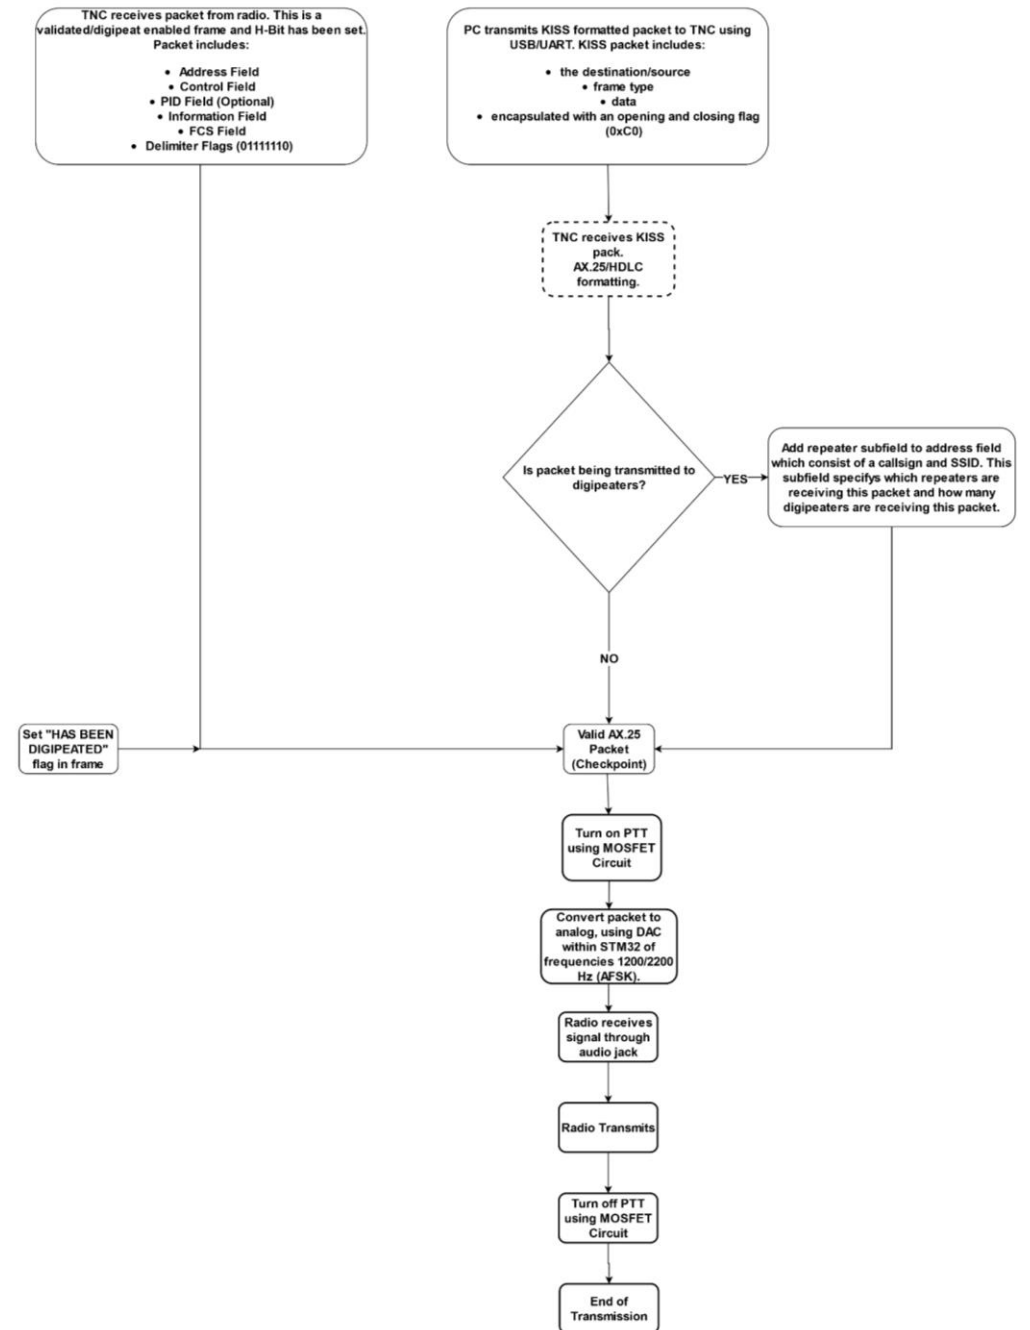 TNC receives packet from radio. This is a
validated/digipeat enabled frame and H-Bit has been set.
Packet includes:
• Address Field
• Control Field
• PID Field (Optional)
• Information Field
• FCS Field
• Delimiter Flags (01111110)
PC transmits KISS formatted packet to TNC using
USB/UART. KISS packet includes:
• the destination/source
• frame type
• data
• encapsulated with an opening and closing flag
(0xC0)
TNC receives KISS
pack.
AX.25/HDLC
formatting.
Is packet being transmitted to
digipeaters?
YES
Add repeater subfield to address field
which consist of a callsign and SSID. This
subfield specifys which repeaters are
receiving this packet and how many
digipeaters are receiving this packet.
NO
Set "HAS BEEN
DIGIPEATED"
flag in frame
Valid AX.25
Packet
(Checkpoint)
Turn on PTT
using MOSFET
Circuit
Convert packet to
analog, using DAC
within STM32 of
frequencies 1200/2200
Hz (AFSK).
Radio receives
signal through
audio jack
Radio Transmits
Turn off PTT
using MOSFET
Circuit
End of
Transmission